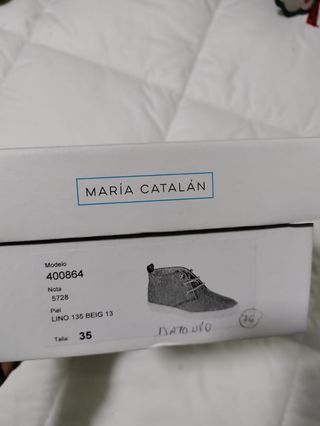 MARÍA CATALÁN
Modelo
400864
Nota
5728
Piel
LINO 135 BEIG 13
Talla: 35